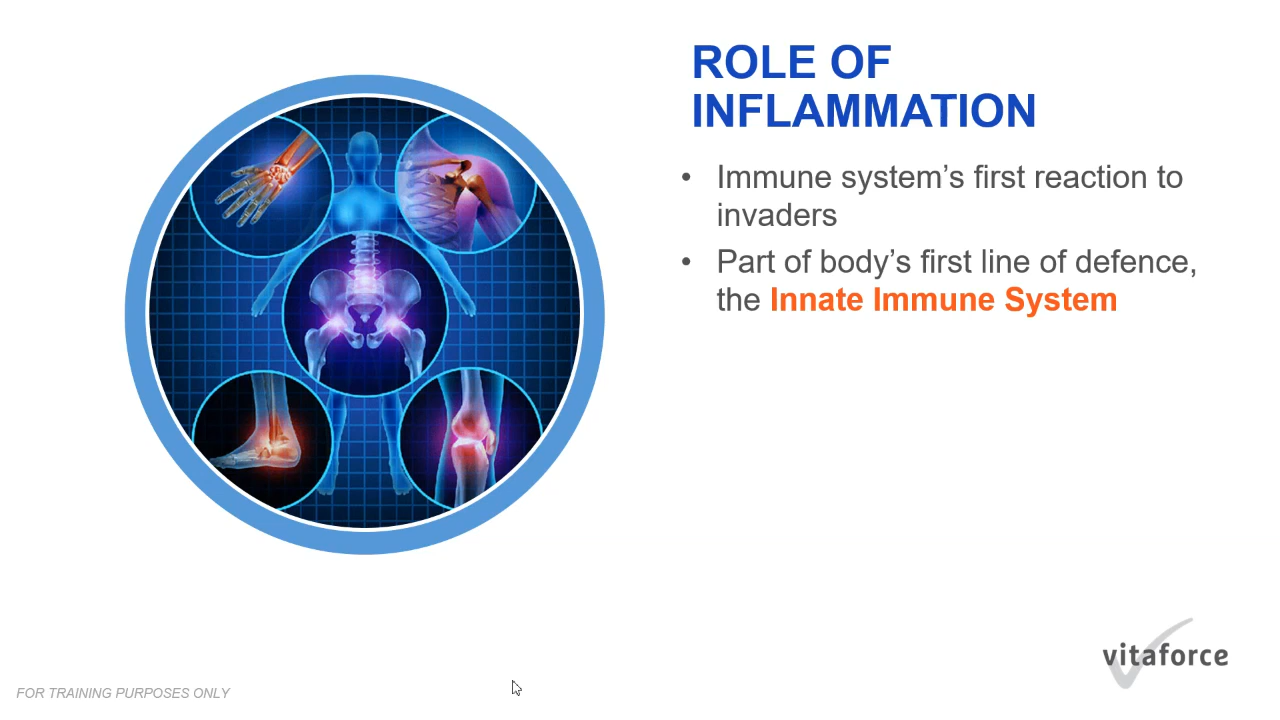 ROLE OF
INFLAMMATION
• Immune system’s first reaction to
invaders
• Part of body’s first line of defence,
the Innate Immune System
vitaforce
FOR TRAINING PURPOSES ONLY